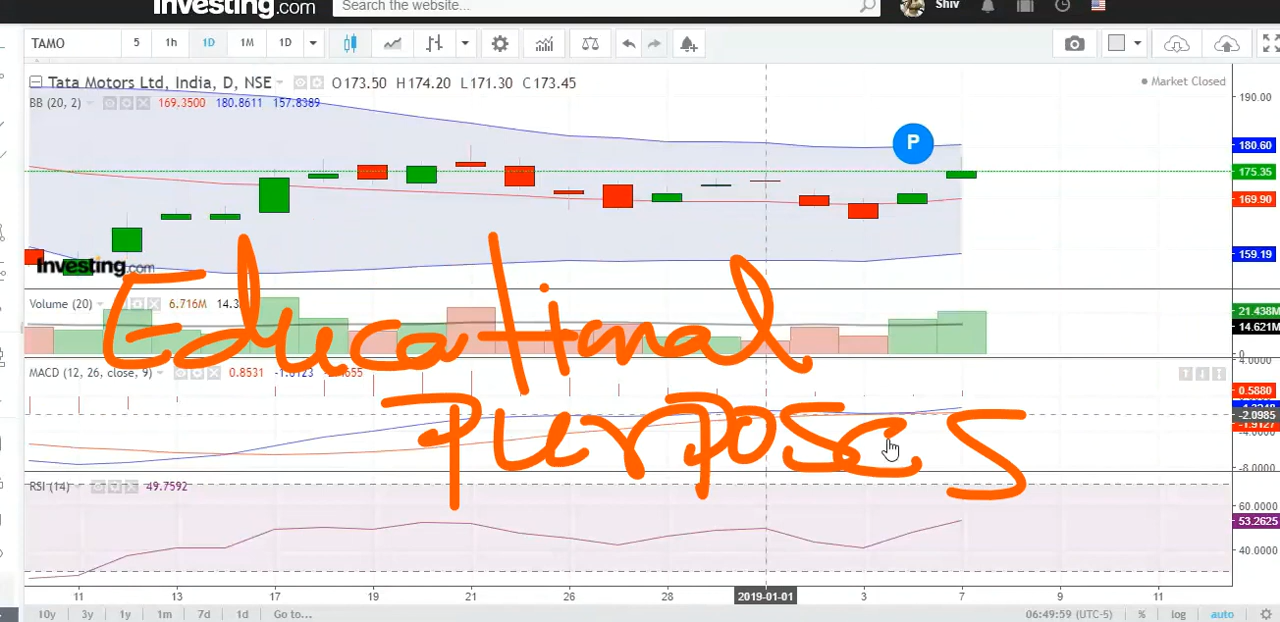 Investing.com
Search the website...
Shiv
TAMO
5
1h
1D
1M
1D
Tata Motors Ltd, India, D, NSE
O173.50 H174.20 L171.30 C173.45
Market Closed
BB (20, 2)
169.3500 180.8611 157.8389
P
190.00
180.60
175.35
169.90
159.19
Investing.com
Volume (20)
6.716M
21.438M
14.621M
0
Educational
purposes
MACD (12, 26, close, 9)
0.8531
4.0000
0.5880
-2.0985
-1.9127
-8.0000
RSI (14)
49.7592
60.0000
53.2625
40.0000
11 13 17 19 21 26 28 2019-01-01 3 7 9 11
10y 3y 1y 1m 7d 1d Go to...
06:49:59 (UTC-5) % log auto